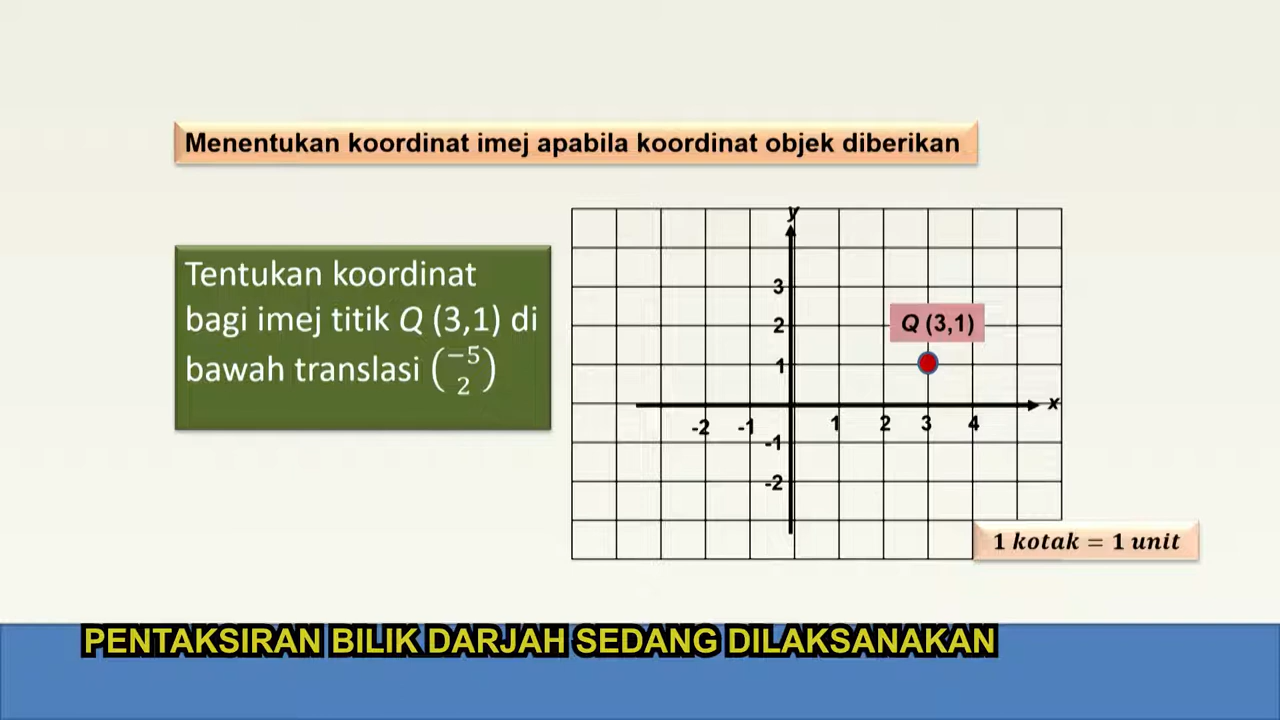 Menentukan koordinat imej apabila koordinat objek diberikan
Tentukan koordinat
bagi imej titik Q (3,1) di
bawah translasi (−5
2)
y
3
2
Q (3,1)
1
x
-2 -1 1 2 3 4
-1
-2
1 kotak = 1 unit
PENTAKSIRAN BILIK DARJAH SEDANG DILAKSANAKAN